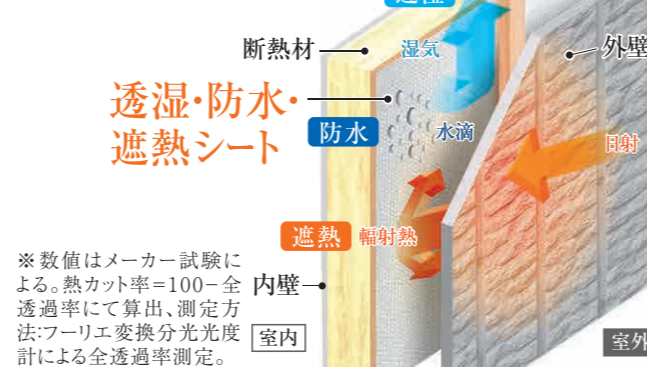 断熱材
湿気
外壁
透湿・防水・
遮熱シート
防水
水滴
日射
遮熱
輻射熱
※数値はメーカー試験に
よる。熱カット率=100−全
透過率にて算出、測定方
法:フーリエ変換分光光度
計による全透過率測定。
内壁
室内
室外